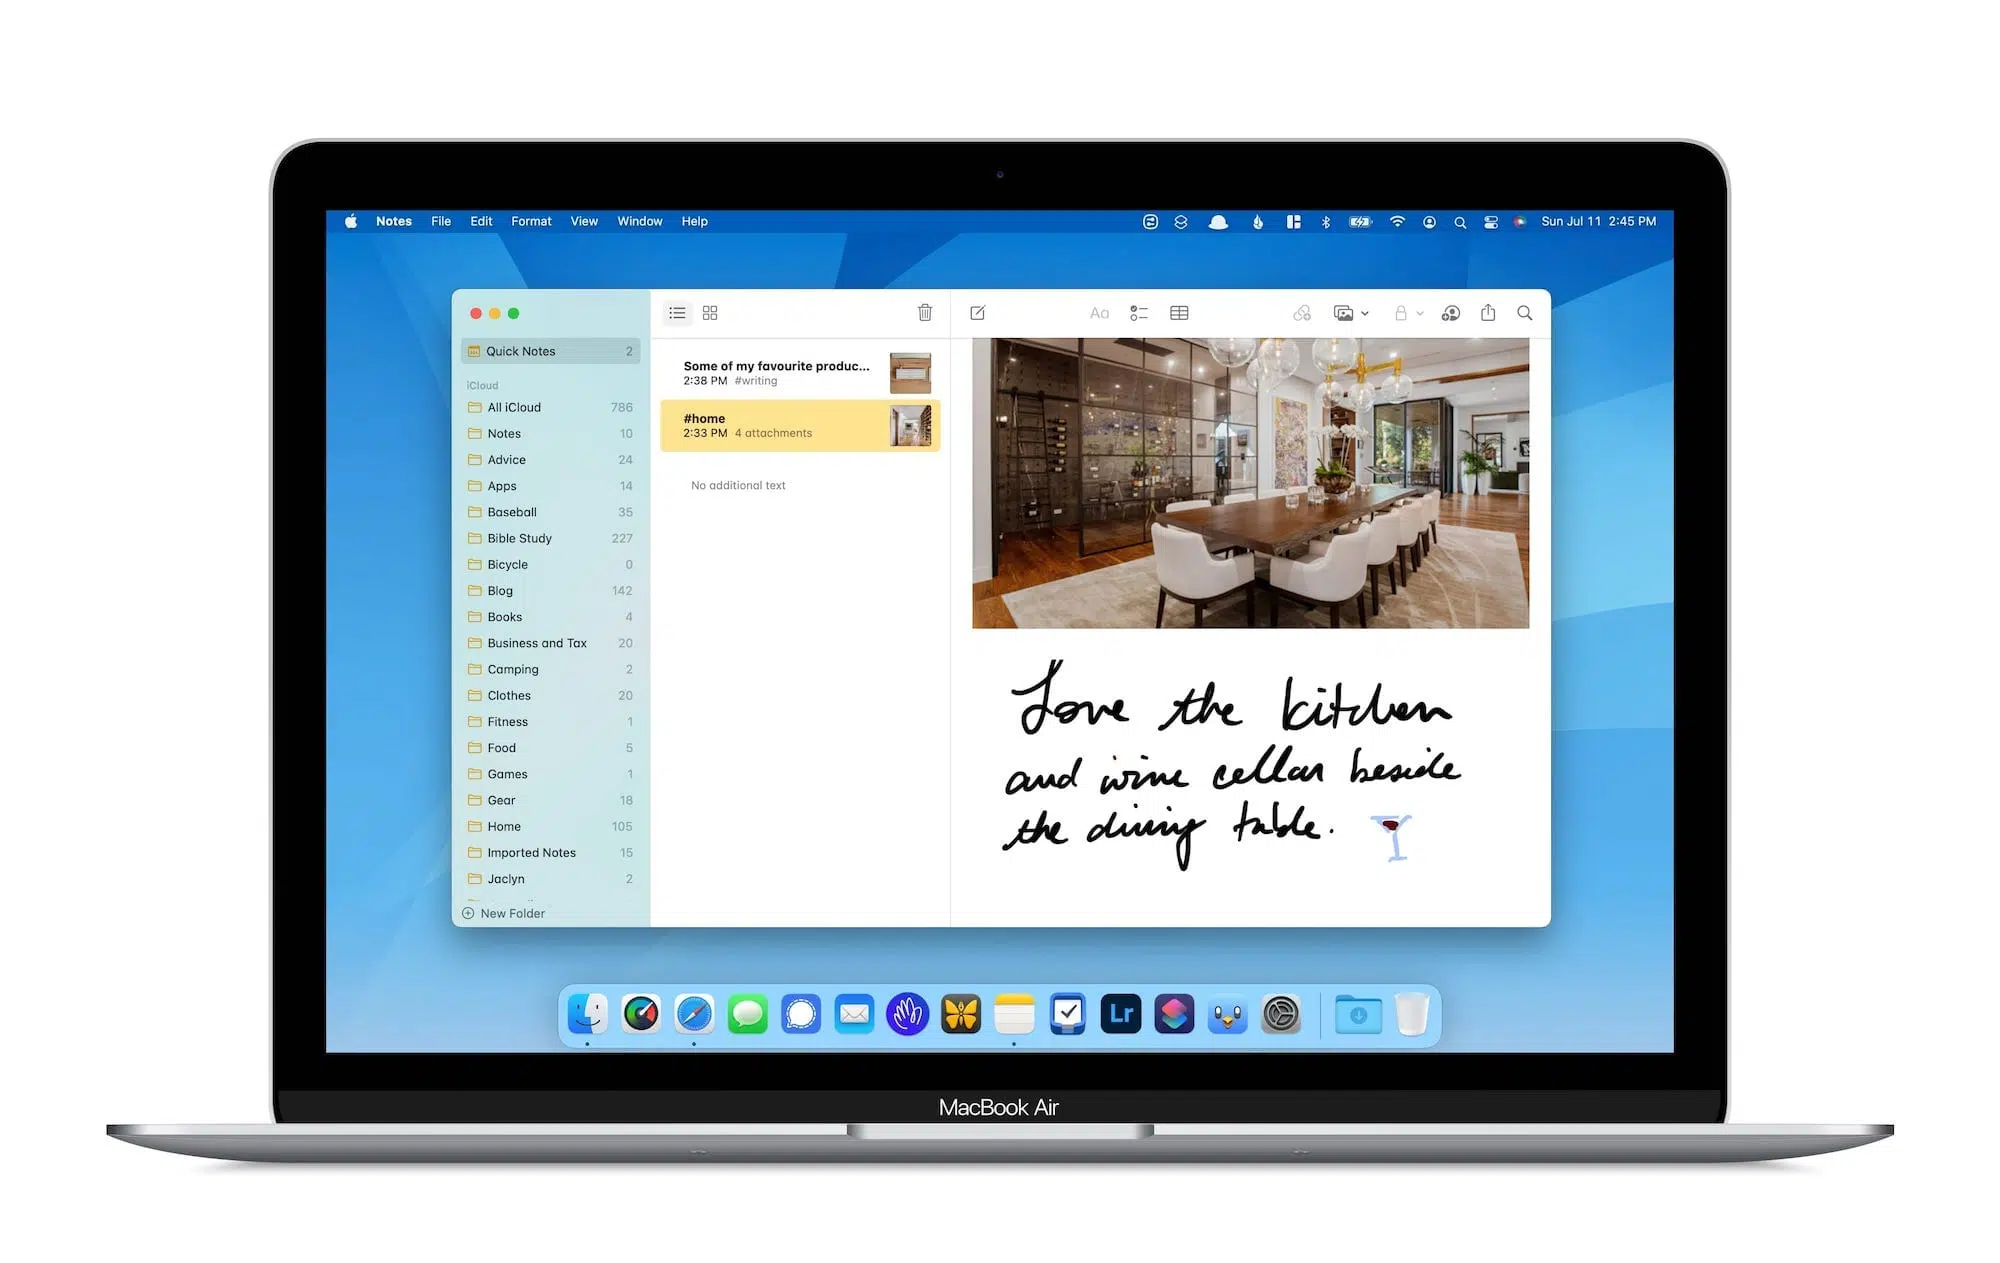 Notes File Edit Format View Window Help Sun Jul 11 2:45 PM
Quick Notes 2
iCloud
All iCloud 786
Notes 10
Advice 24
Apps 14
Baseball 35
Bible Study 227
Bicycle 0
Blog 142
Books 4
Business and Tax 20
Camping 2
Clothes 20
Fitness 1
Food 5
Games 1
Gear 18
Home 105
Imported Notes 15
Jaclyn 2
New Folder
Some of my favourite produc...
2:38 PM #writing
#home
2:33 PM 4 attachments
No additional text
Aa
Love the kitchen
and wine cellar beside
the dining table.
Lr
MacBook Air